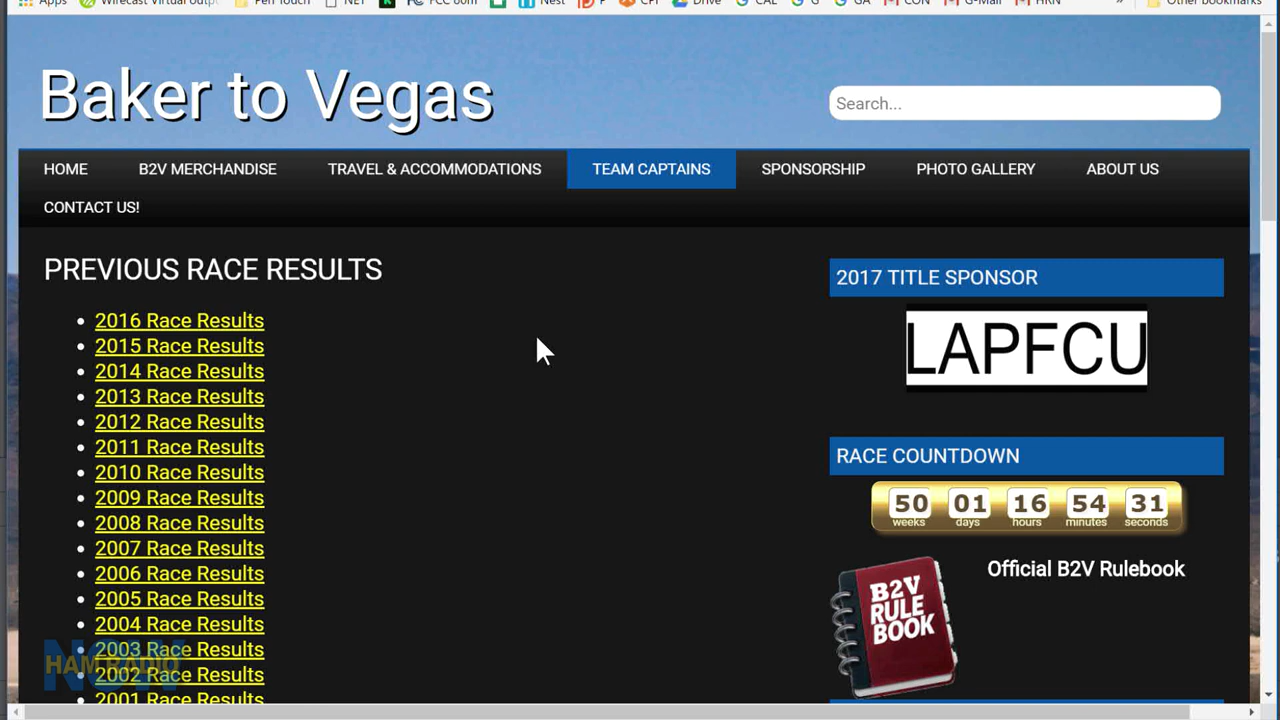 Apps
Wirecast Virtual outp
Pen Touch
NET
FCC
Nest
P
CPI
Drive
CAL
G
GA
CON
G-Mail
HRN
»
Other bookmarks
Baker to Vegas
Search...
HOME
B2V MERCHANDISE
TRAVEL & ACCOMMODATIONS
TEAM CAPTAINS
SPONSORSHIP
PHOTO GALLERY
ABOUT US
CONTACT US!
PREVIOUS RACE RESULTS
2016 Race Results
2015 Race Results
2014 Race Results
2013 Race Results
2012 Race Results
2011 Race Results
2010 Race Results
2009 Race Results
2008 Race Results
2007 Race Results
2006 Race Results
2005 Race Results
2004 Race Results
2003 Race Results
2002 Race Results
2001 Race Results
HAM RADIO
NOW
2017 TITLE SPONSOR
LAPFCU
RACE COUNTDOWN
50 01 16 54 31
weeks days hours minutes seconds
B2V
RULE
BOOK
Official B2V Rulebook